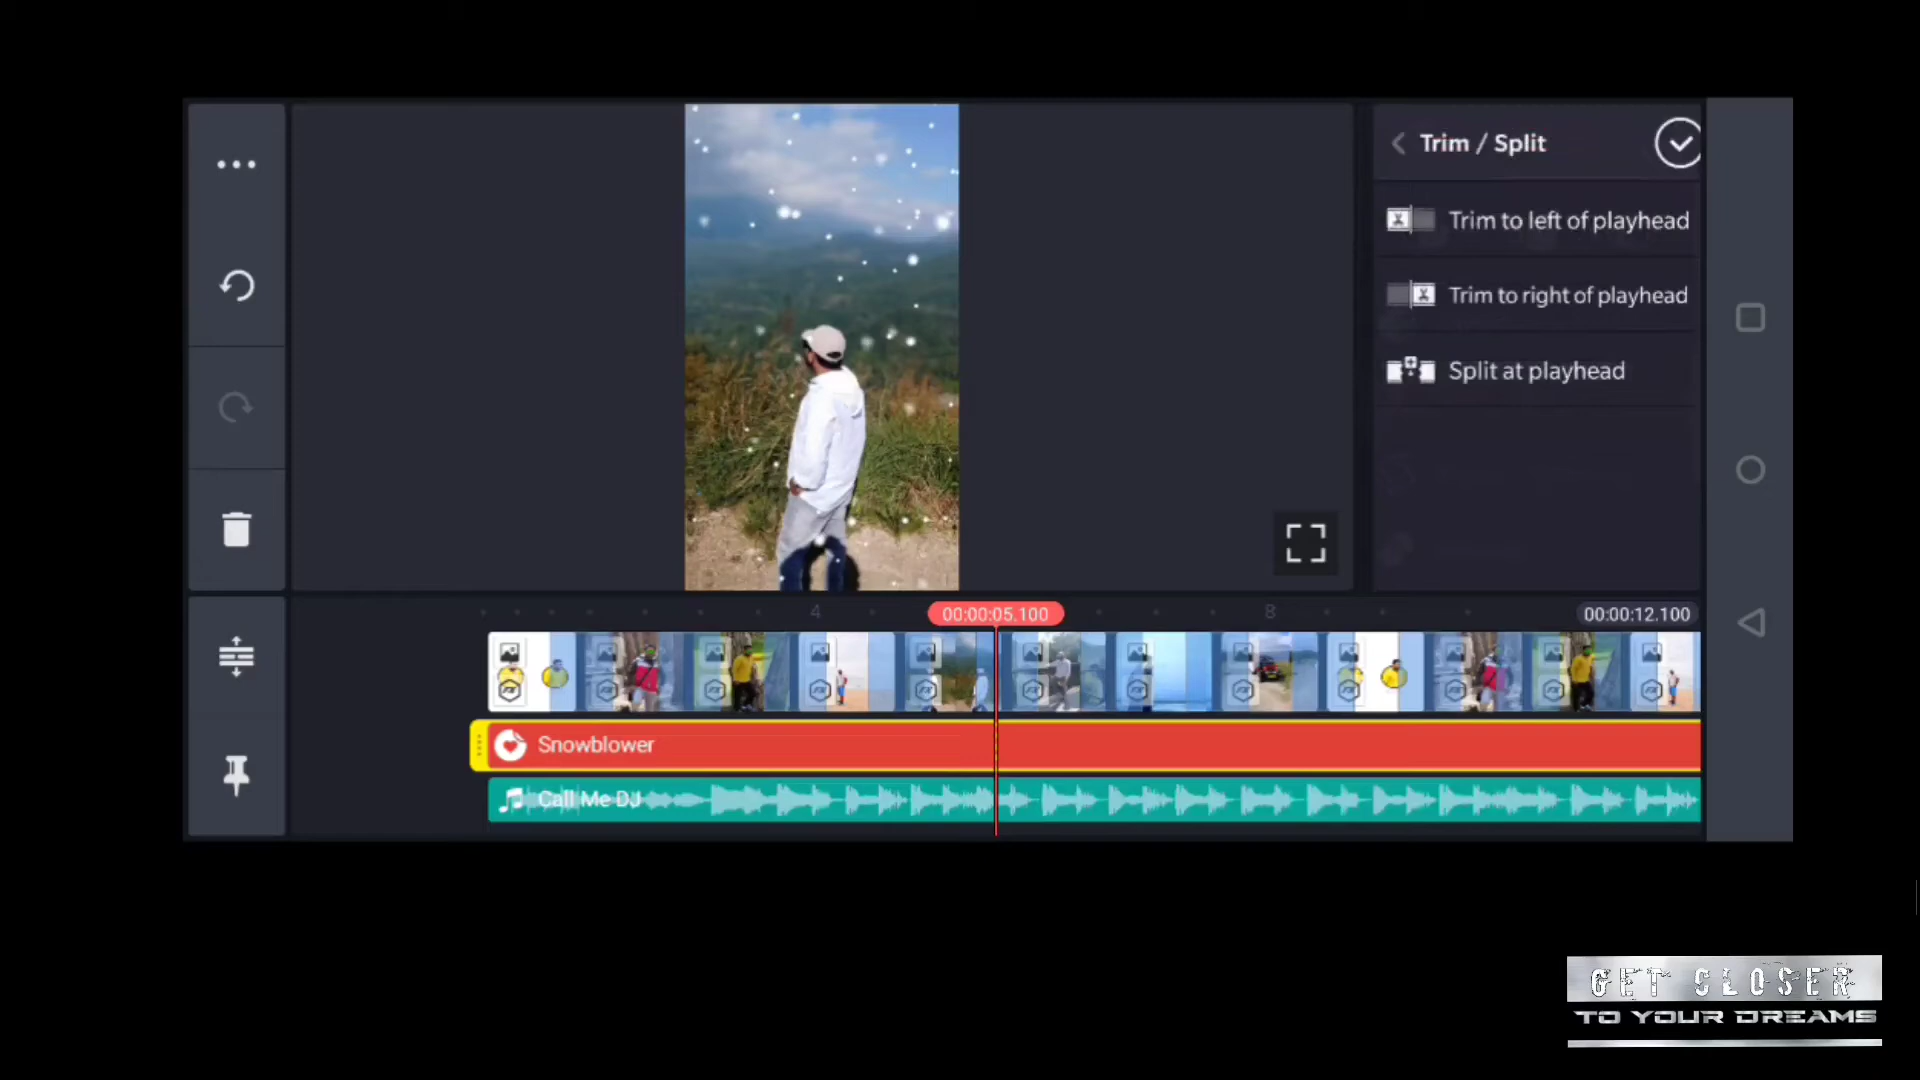 Trim / Split
Trim to left of playhead
Trim to right of playhead
Split at playhead
4
00:00:05.100
8
00:00:12.100
Snowblower
Call Me DJ
GET CLOSER
TO YOUR DREAMS